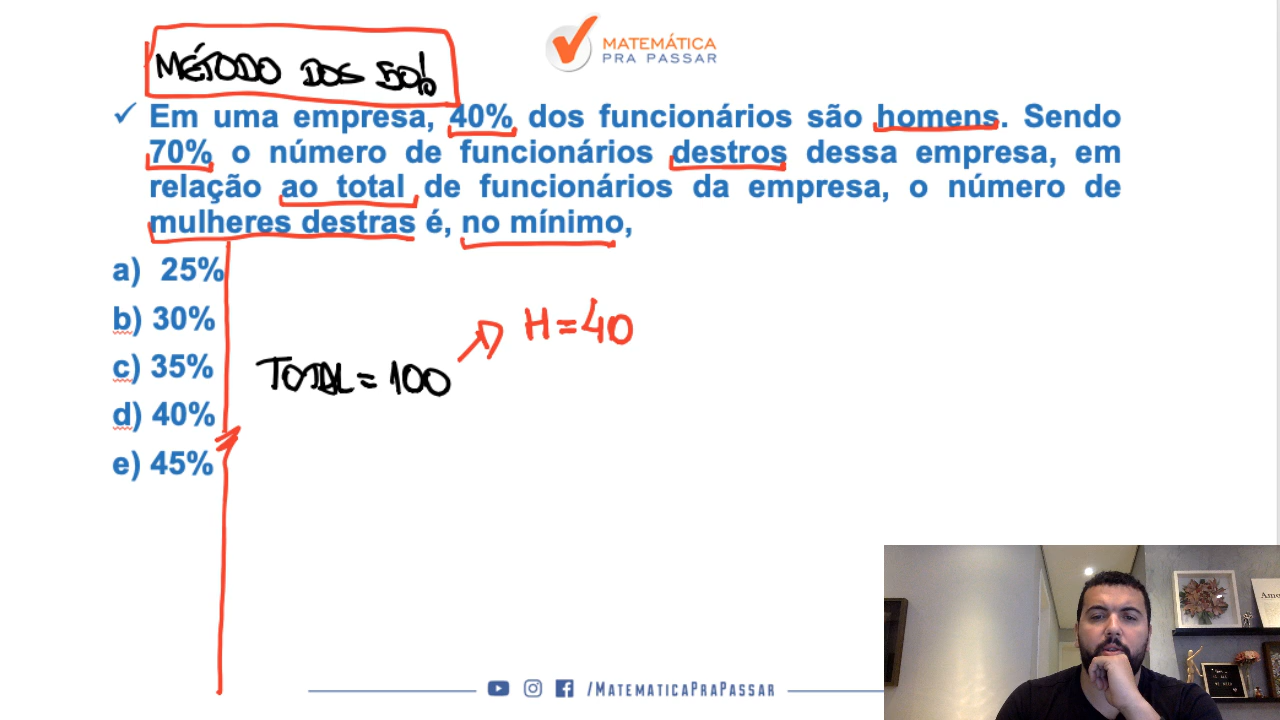 MÉTODO DOS 50%
MATEMÁTICA
PRA PASSAR
✓ Em uma empresa, 40% dos funcionários são homens. Sendo
70% o número de funcionários destros dessa empresa, em
relação ao total de funcionários da empresa, o número de
mulheres destras é, no mínimo,
a) 25%
b) 30%
c) 35%
d) 40%
e) 45%
H=40
TOTAL=100
/MATEMATICAPRAPASSAR